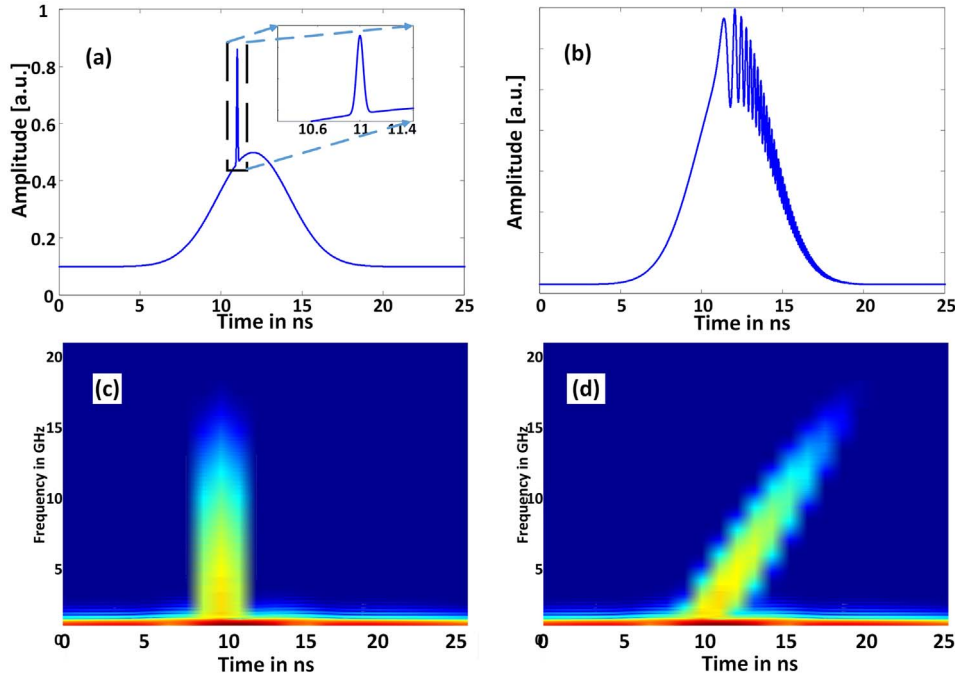 (a)
Amplitude [a.u.]
1
0.8
0.6
0.4
0.2
0
10.6 11 11.4
0 5 10 15 20 25
Time in ns
(b)
Amplitude [a.u.]
0 5 10 15 20 25
Time in ns
(c)
Frequency in GHz
20
15
10
5
0 5 10 15 20 25
Time in ns
(d)
Frequency in GHz
20
15
10
5
0 5 10 15 20 25
Time in ns